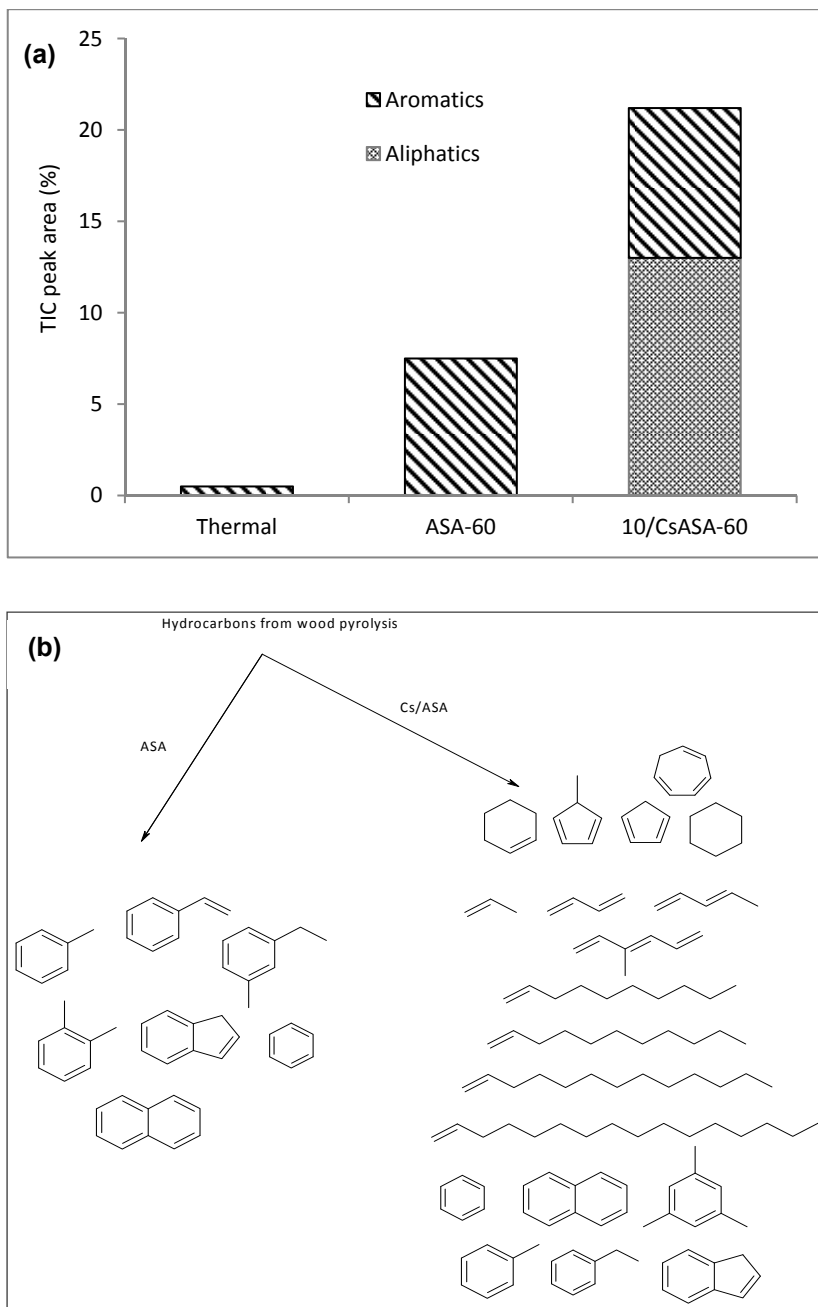 (a)
25
20
15
10
5
0
TIC peak area (%)
Aromatics
Aliphatics
Thermal
ASA-60
10/CsASA-60
(b)
Hydrocarbons from wood pyrolysis
Cs/ASA
ASA